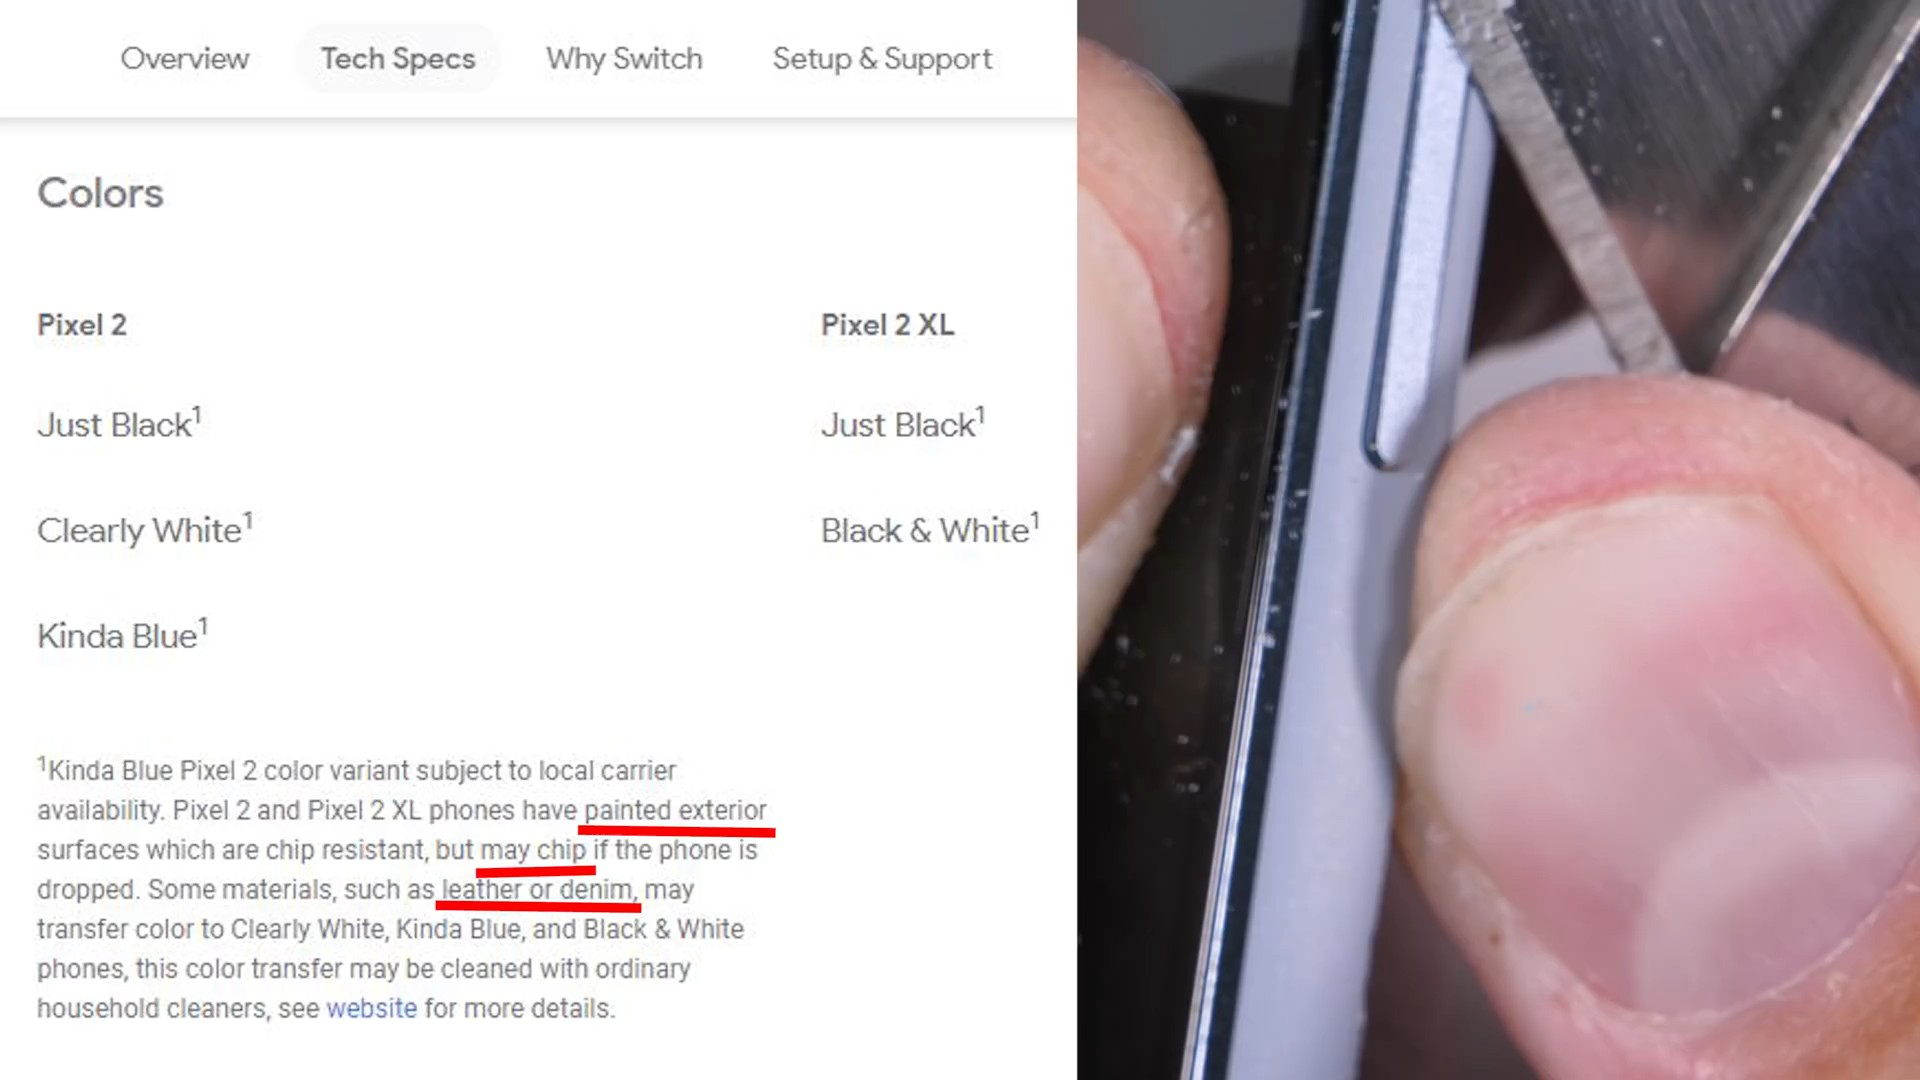 Overview Tech Specs Why Switch Setup & Support
Colors
Pixel 2 Pixel 2 XL
Just Black¹ Just Black¹
Clearly White¹ Black & White¹
Kinda Blue¹
¹Kinda Blue Pixel 2 color variant subject to local carrier
availability. Pixel 2 and Pixel 2 XL phones have painted exterior
surfaces which are chip resistant, but may chip if the phone is
dropped. Some materials, such as leather or denim, may
transfer color to Clearly White, Kinda Blue, and Black & White
phones, this color transfer may be cleaned with ordinary
household cleaners, see website for more details.